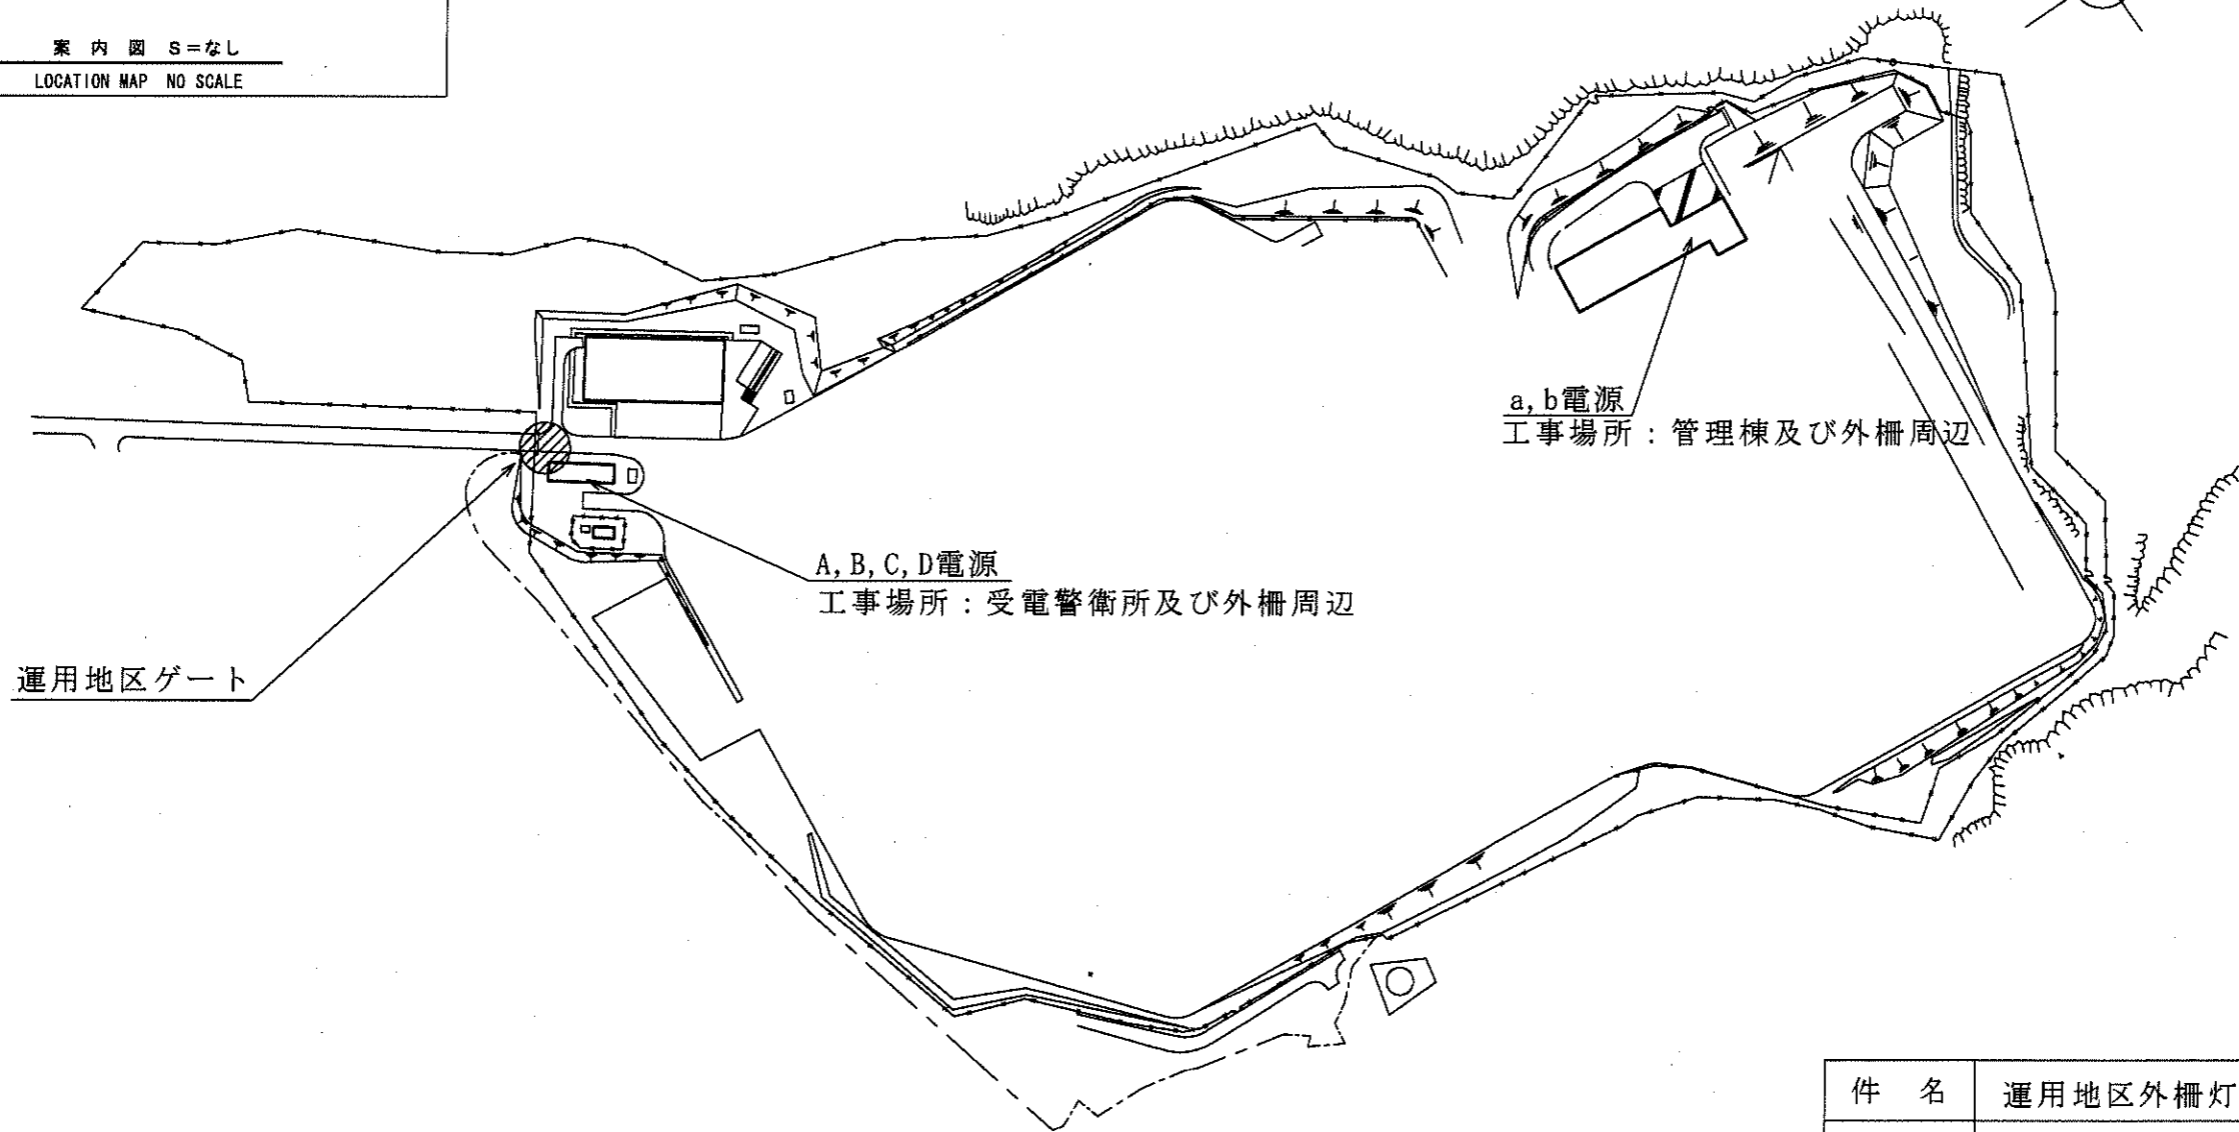 案内図 S=なし
LOCATION MAP NO SCALE
a,b電源
工事場所：管理棟及び外柵周辺
A,B,C,D電源
工事場所：受電警衛所及び外柵周辺
運用地区ゲート
件名 運用地区外柵灯